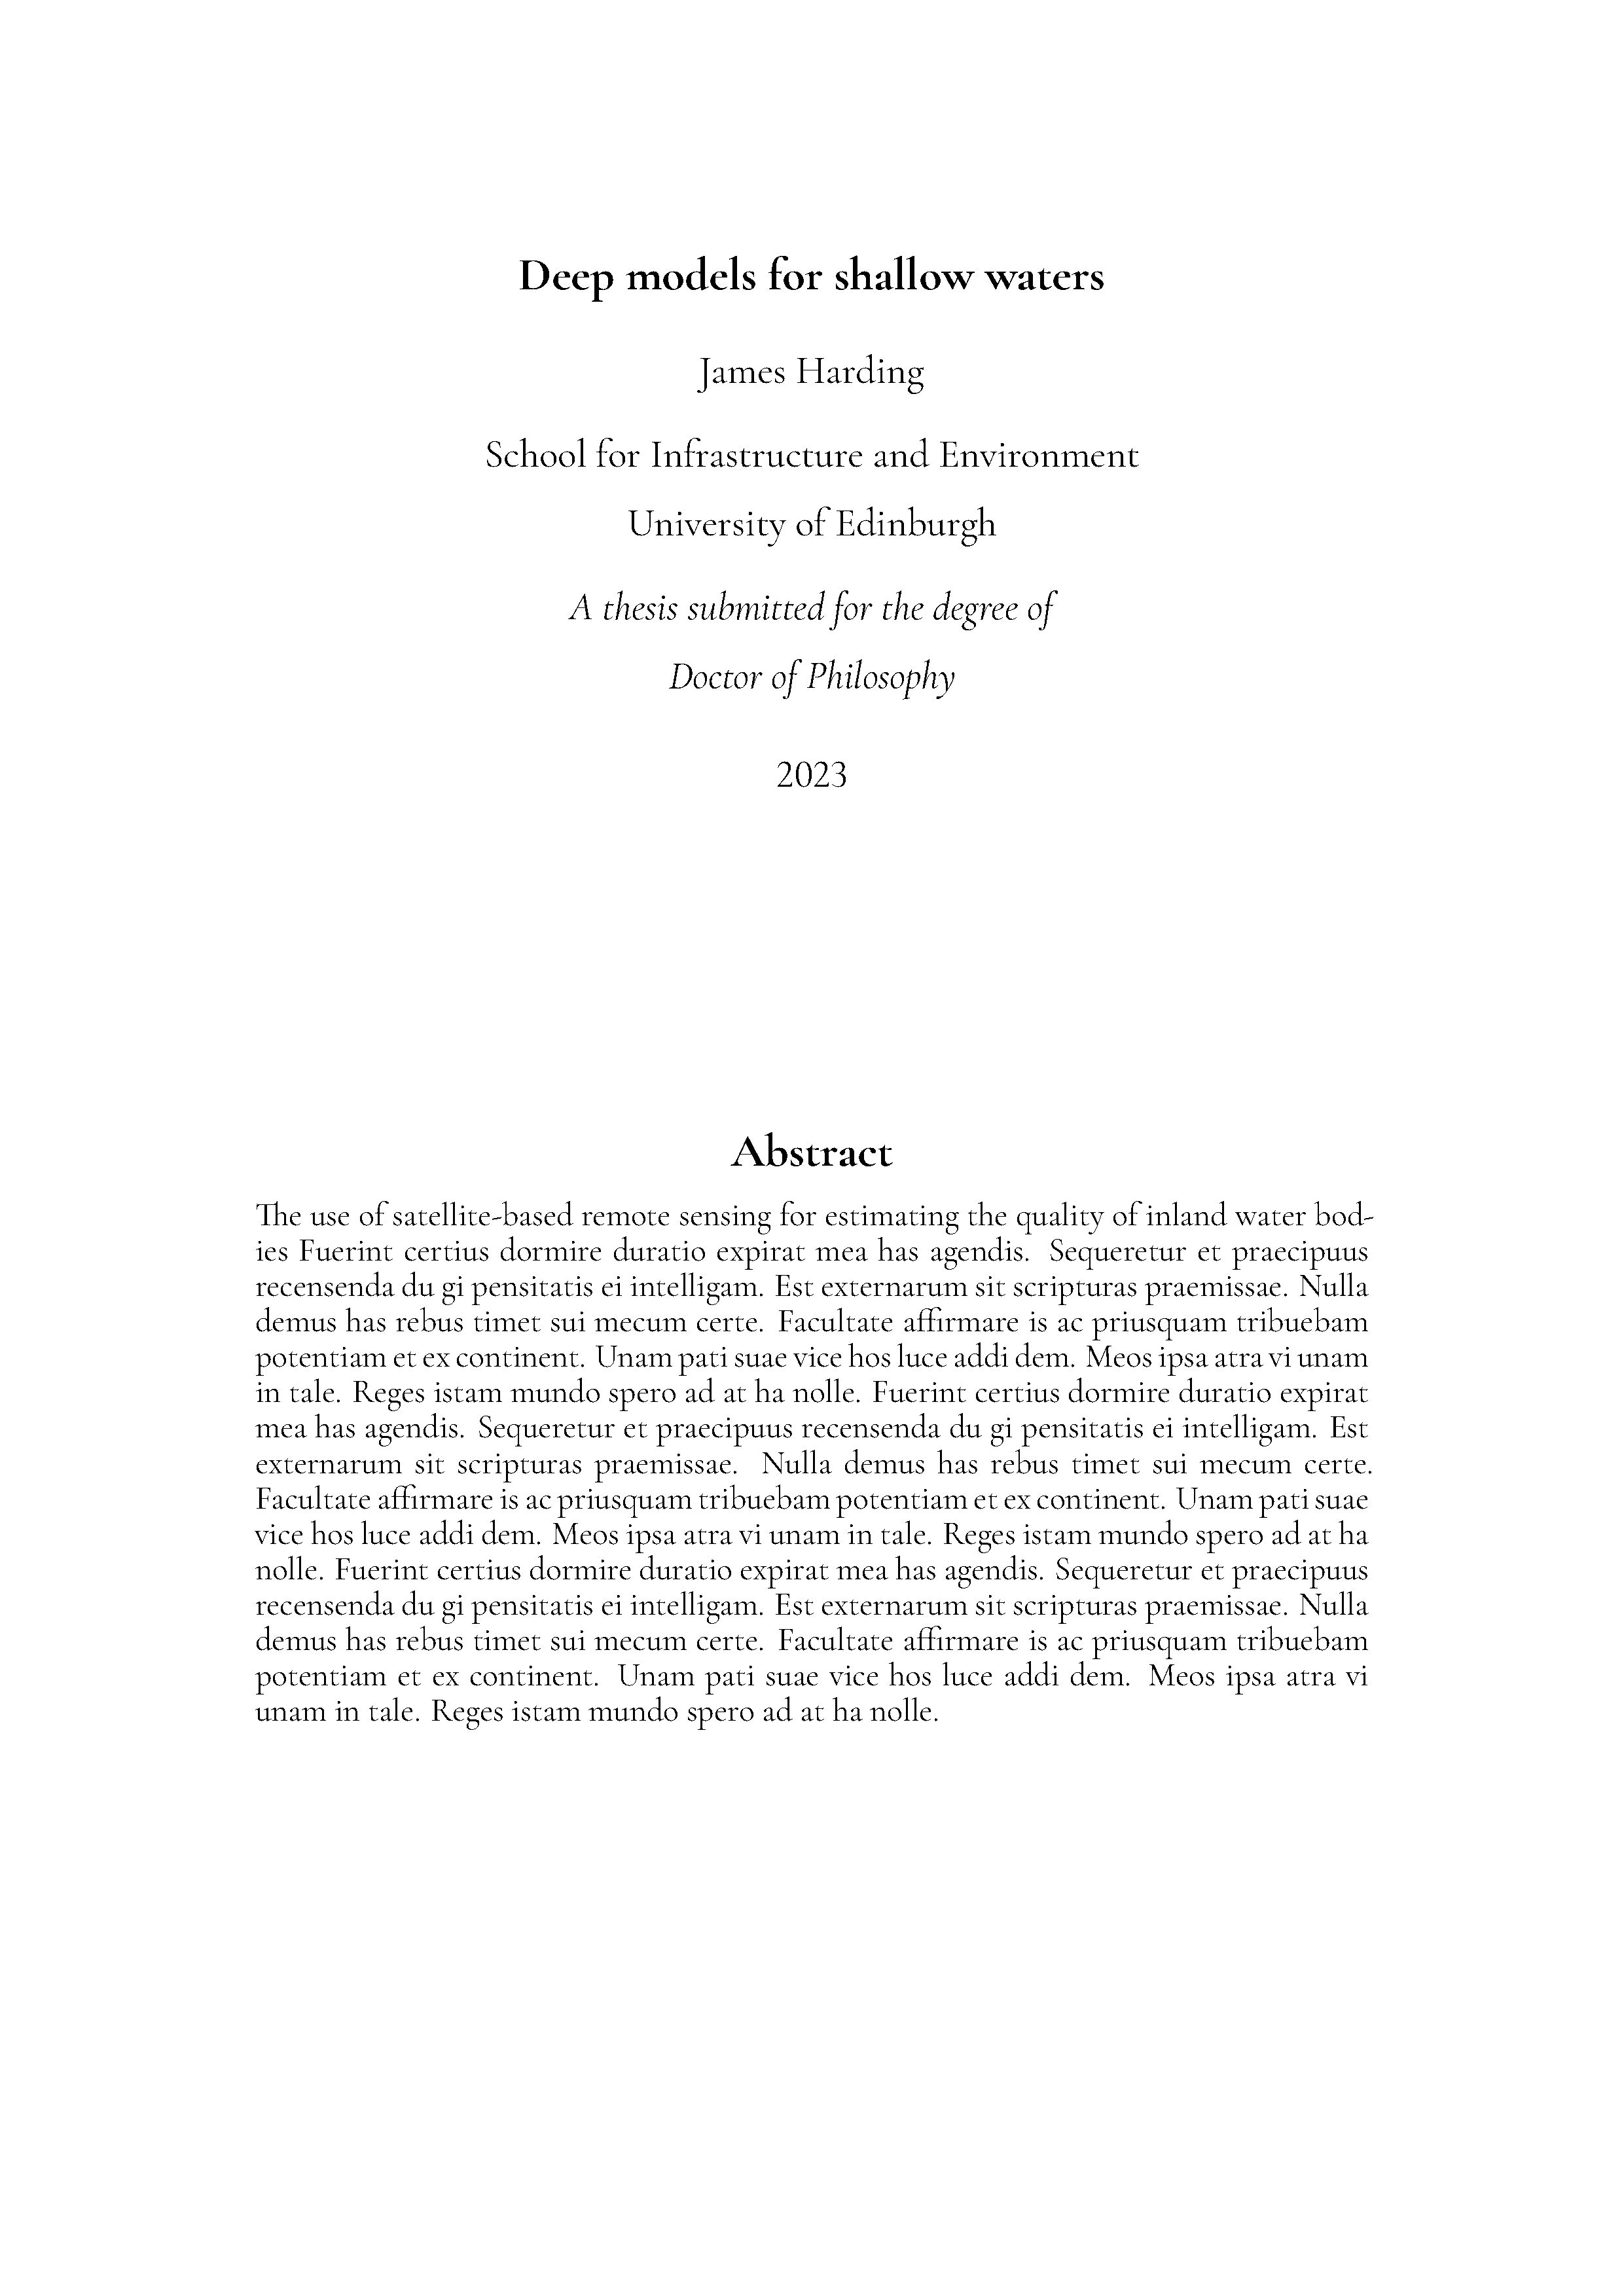 Deep models for shallow waters
James Harding
School for Infrastructure and Environment
University of Edinburgh
A thesis submitted for the degree of
Doctor of Philosophy
2023
Abstract
The use of satellite-based remote sensing for estimating the quality of inland water bod-
ies Fuerint certius dormire duratio expirat mea has agendis. Sequeretur et praecipuus
recensenda du gi pensitatis ei intelligam. Est externarum sit scripturas praemissae. Nulla
demus has rebus timet sui mecum certe. Facultate affirmare is ac priusquam tribuebam
potentiam et ex continent. Unam pati suae vice hos luce addi dem. Meos ipsa atra vi unam
in tale. Reges istam mundo spero ad at ha nolle. Fuerint certius dormire duratio expirat
mea has agendis. Sequeretur et praecipuus recensenda du gi pensitatis ei intelligam. Est
externarum sit scripturas praemissae. Nulla demus has rebus timet sui mecum certe.
Facultate affirmare is ac priusquam tribuebam potentiam et ex continent. Unam pati suae
vice hos luce addi dem. Meos ipsa atra vi unam in tale. Reges istam mundo spero ad at ha
nolle. Fuerint certius dormire duratio expirat mea has agendis. Sequeretur et praecipuus
recensenda du gi pensitatis ei intelligam. Est externarum sit scripturas praemissae. Nulla
demus has rebus timet sui mecum certe. Facultate affirmare is ac priusquam tribuebam
potentiam et ex continent. Unam pati suae vice hos luce addi dem. Meos ipsa atra vi
unam in tale. Reges istam mundo spero ad at ha nolle.